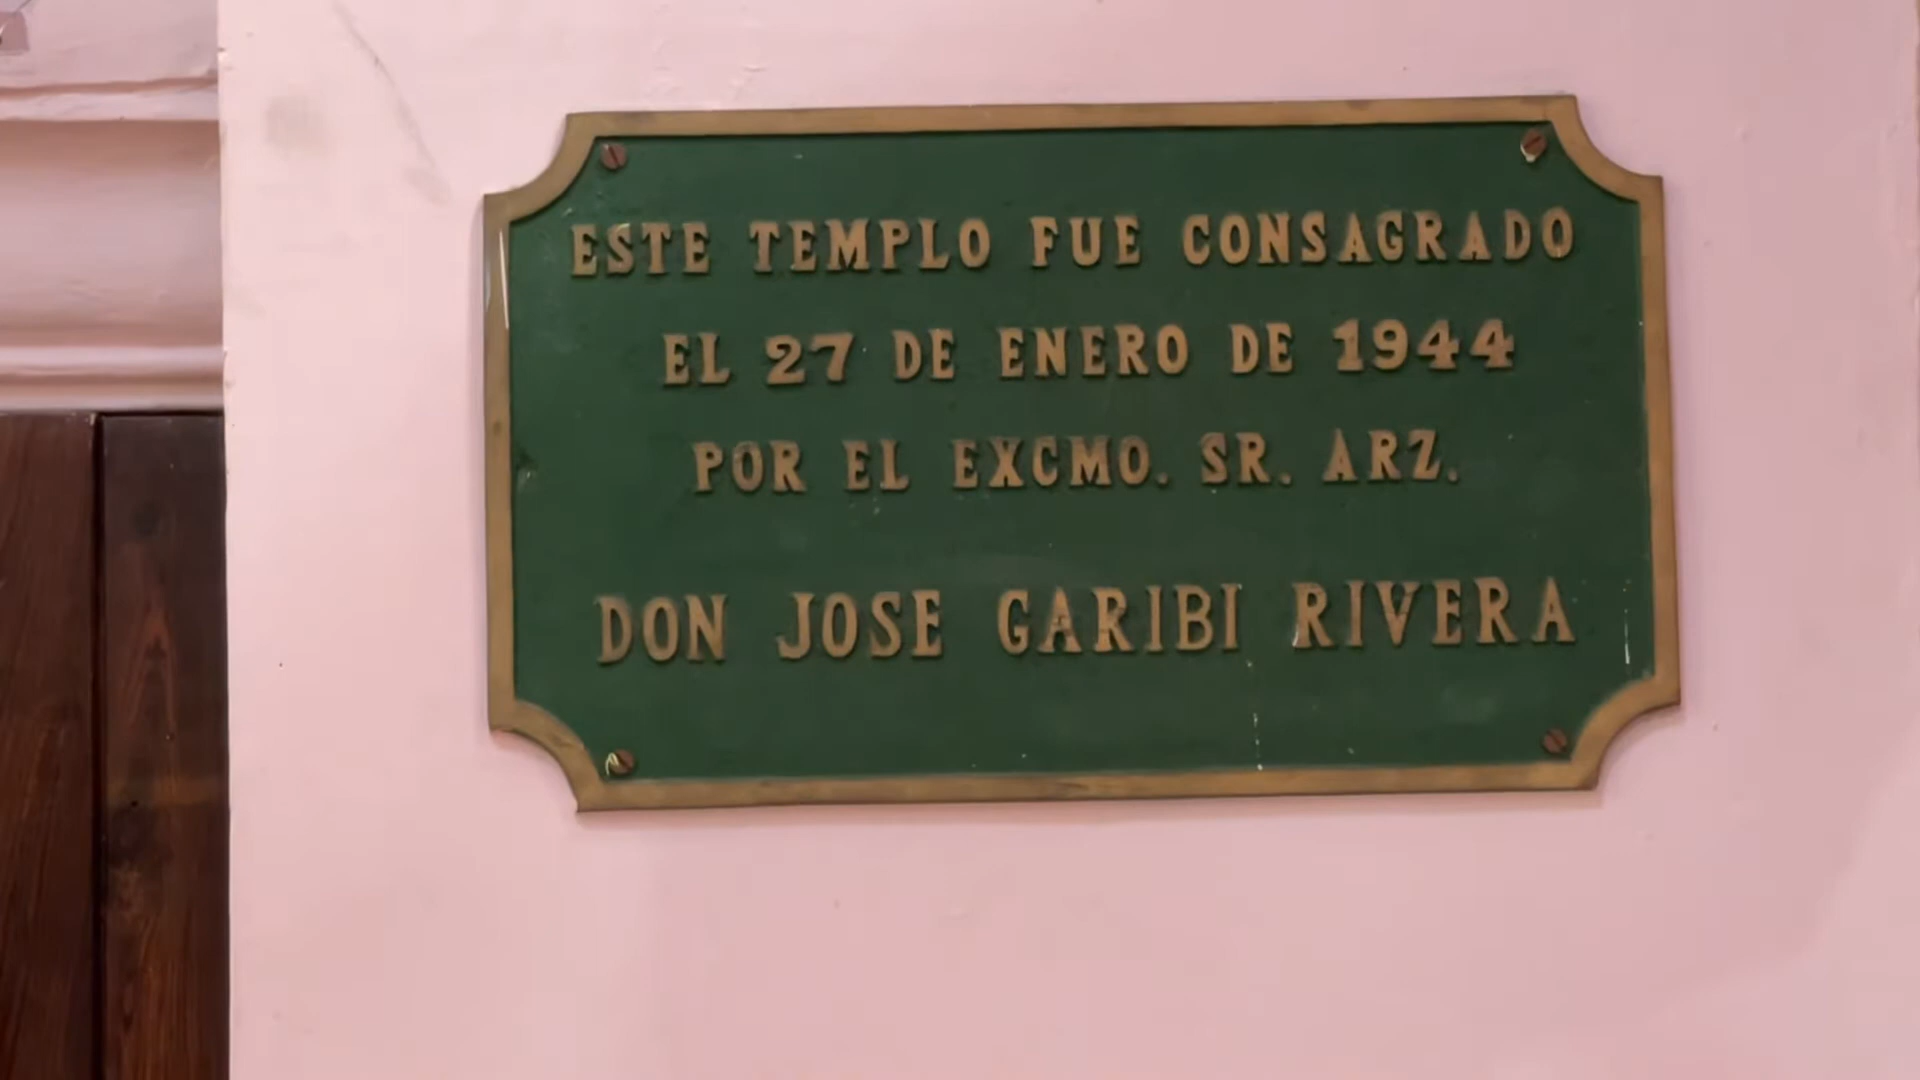 ESTE TEMPLO FUE CONSAGRADO
EL 27 DE ENERO DE 1944
POR EL EXCMO. SR. ARZ.
DON JOSE GARIBI RIVERA